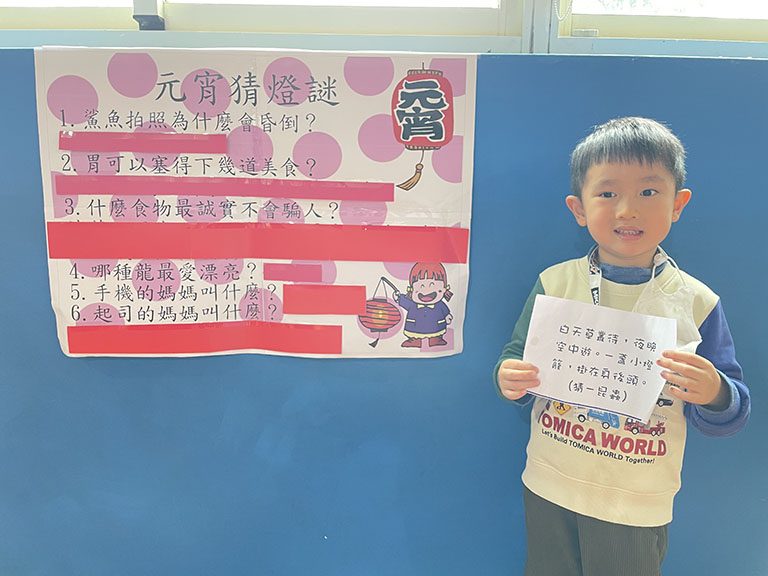 元宵猜燈謎
元宵
1. 鯊魚拍照為什麼會昏倒？
2. 胃可以塞得下幾道美食？
3. 什麼食物最誠實不會騙人？
4. 哪種龍最愛漂亮？
5. 手機的媽媽叫什麼？
6. 起司的媽媽叫什麼？
白天草裏待，夜晚
空中遊。一盞小燈
籠，掛在身後頭。
(猜一昆蟲)
TOMICA WORLD
Let's Build TOMICA WORLD Together!